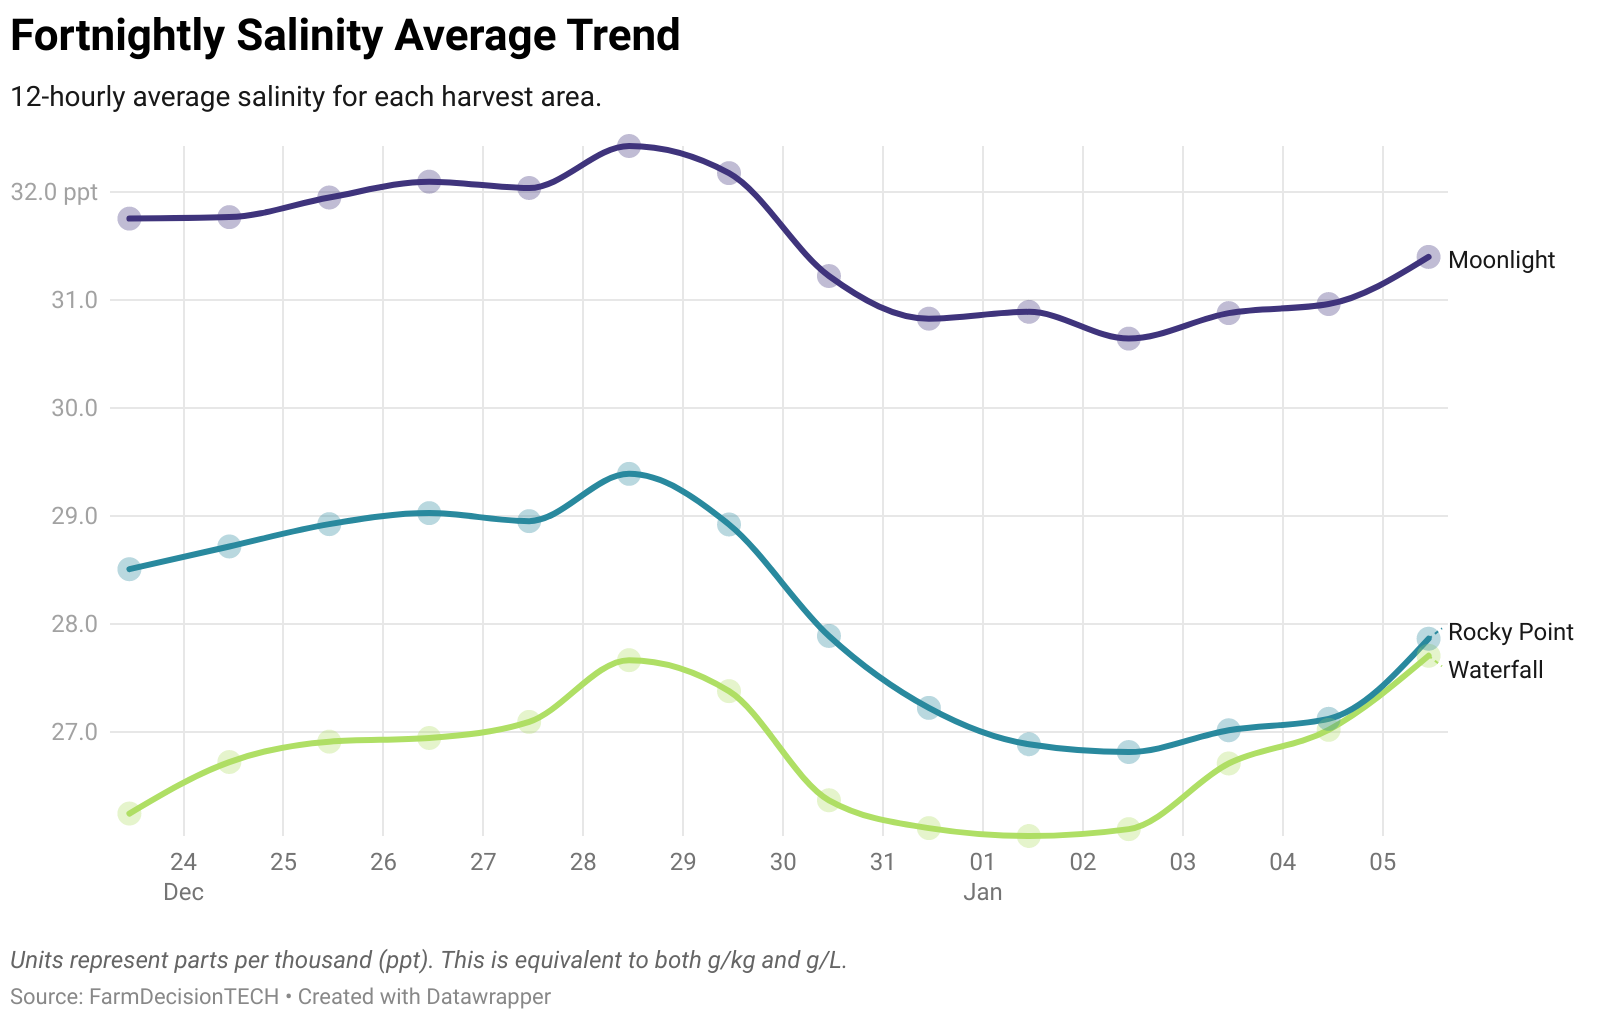 Fortnightly Salinity Average Trend
12-hourly average salinity for each harvest area.
32.0 ppt
31.0
Moonlight
30.0
29.0
28.0
Rocky Point
Waterfall
27.0
24 25 26 27 28 29 30 31 01 02 03 04 05
Dec Jan
Units represent parts per thousand (ppt). This is equivalent to both g/kg and g/L.
Source: FarmDecisionTECH • Created with Datawrapper